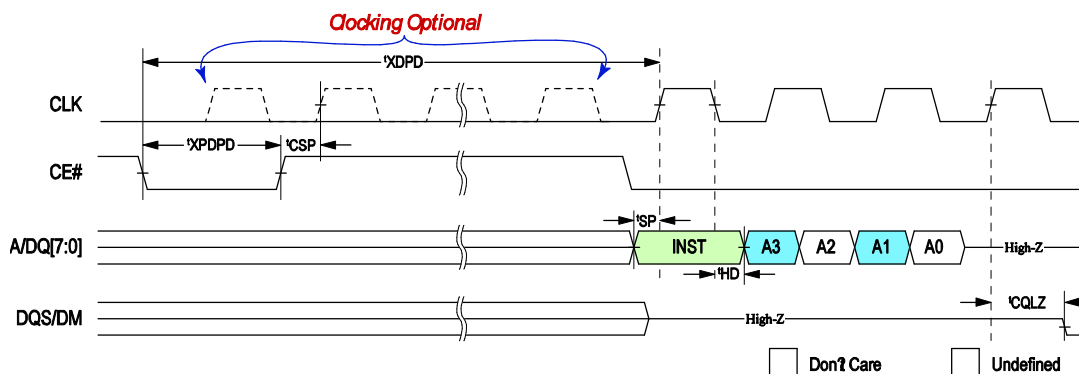 Clocking Optional
tXDPD
CLK
tXPDPD
tCSP
CE#
tSP
A/DQ[7:0]
INST
A3
A2
A1
A0
High-Z
tHD
tCQLZ
DQS/DM
High-Z
Don? Care
Undefined